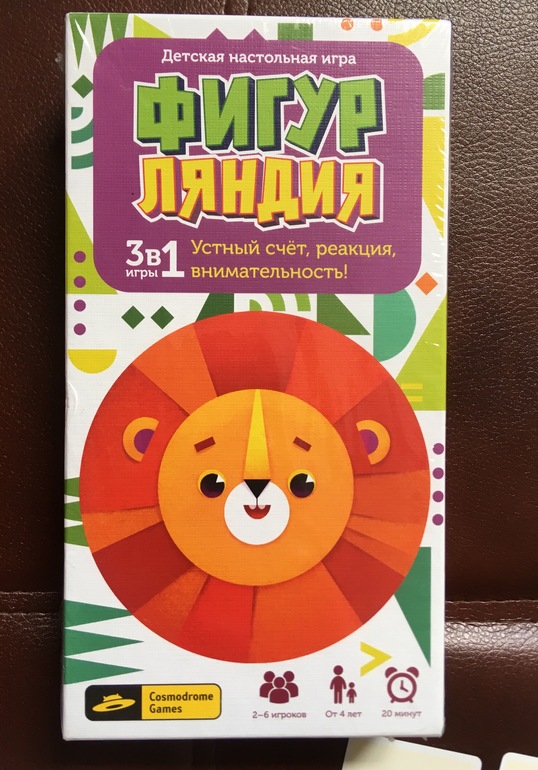 Детская настольная игра
ФИГУР
ЛЯНДИЯ
3 в 1
игры
Устный счёт, реакция,
внимательность!
Cosmodrome
Games
2–6 игроков
От 4 лет
20 минут